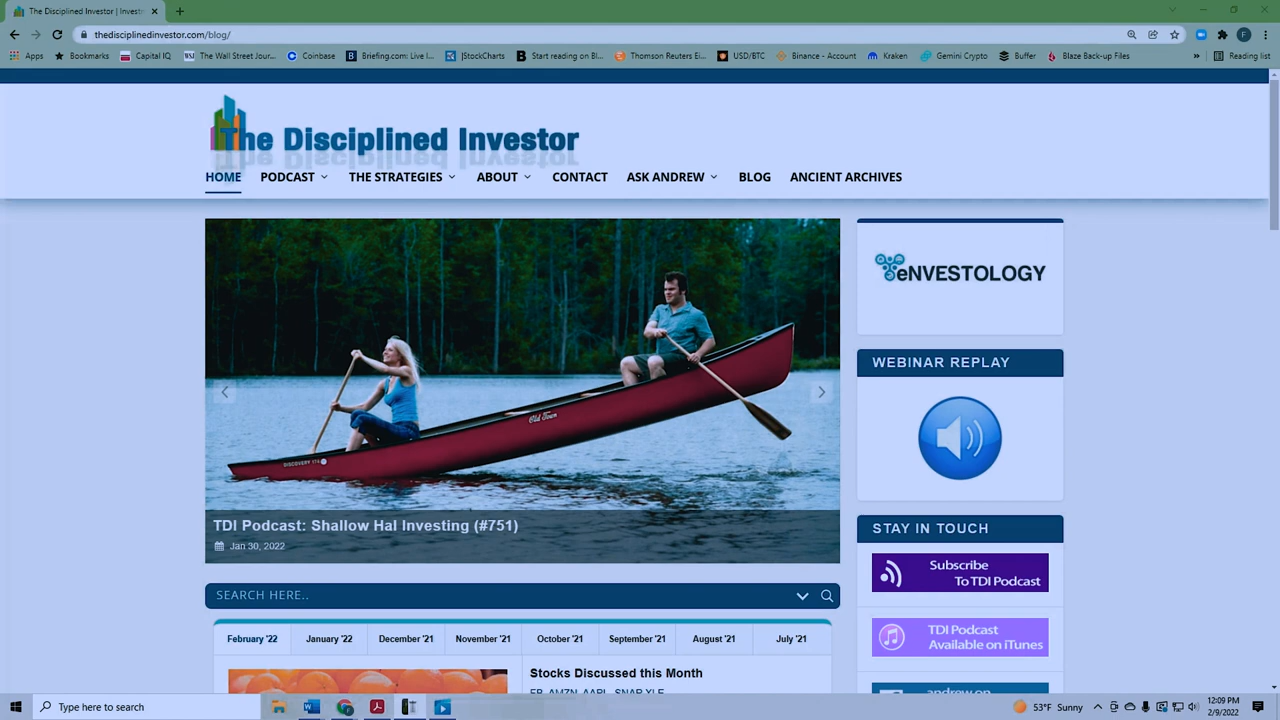 The Disciplined Investor | Invest
thedisciplinedinvestor.com/blog/
F
Apps Bookmarks Capital IQ The Wall Street Jour... Coinbase Briefing.com: Live I... [StockCharts Start reading on Bl... Thomson Reuters Ei... USD/BTC Binance - Account Kraken Gemini Crypto Buffer Blaze Back-up Files » Reading list
The Disciplined Investor
HOME PODCAST THE STRATEGIES ABOUT CONTACT ASK ANDREW BLOG ANCIENT ARCHIVES
eNVESTOLOGY
WEBINAR REPLAY
Old Town
TDI Podcast: Shallow Hal Investing (#751)
Jan 30, 2022
STAY IN TOUCH
Subscribe
To TDI Podcast
SEARCH HERE..
TDI Podcast
Available on iTunes
February '22 January '22 December '21 November '21 October '21 September '21 August '21 July '21
Stocks Discussed this Month
andrew on
Type here to search
53°F Sunny
12:09 PM
2/9/2022